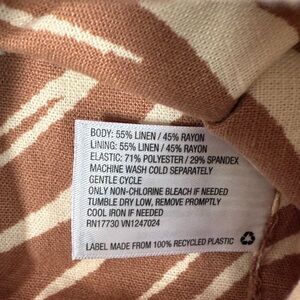 BODY: 55% LINEN / 45% RAYON
LINING: 55% LINEN / 45% RAYON
ELASTIC: 71% POLYESTER / 29% SPANDEX
MACHINE WASH COLD SEPARATELY
GENTLE CYCLE
ONLY NON-CHLORINE BLEACH IF NEEDED
TUMBLE DRY LOW, REMOVE PROMPTLY
COOL IRON IF NEEDED
RN17730 VN1247024
LABEL MADE FROM 100% RECYCLED PLASTIC